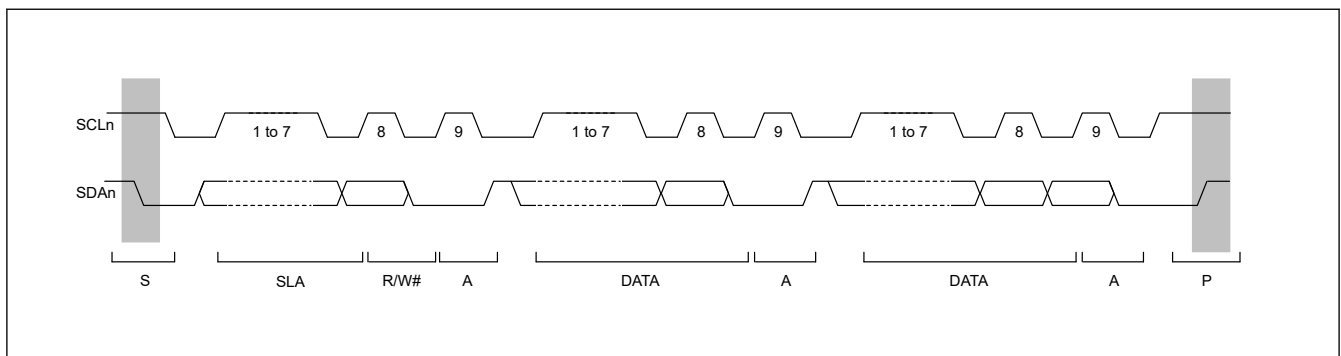 SCLn
1 to 7 8 9 1 to 7 8 9 1 to 7 8 9
SDAn
S SLA R/W# A DATA A DATA A P